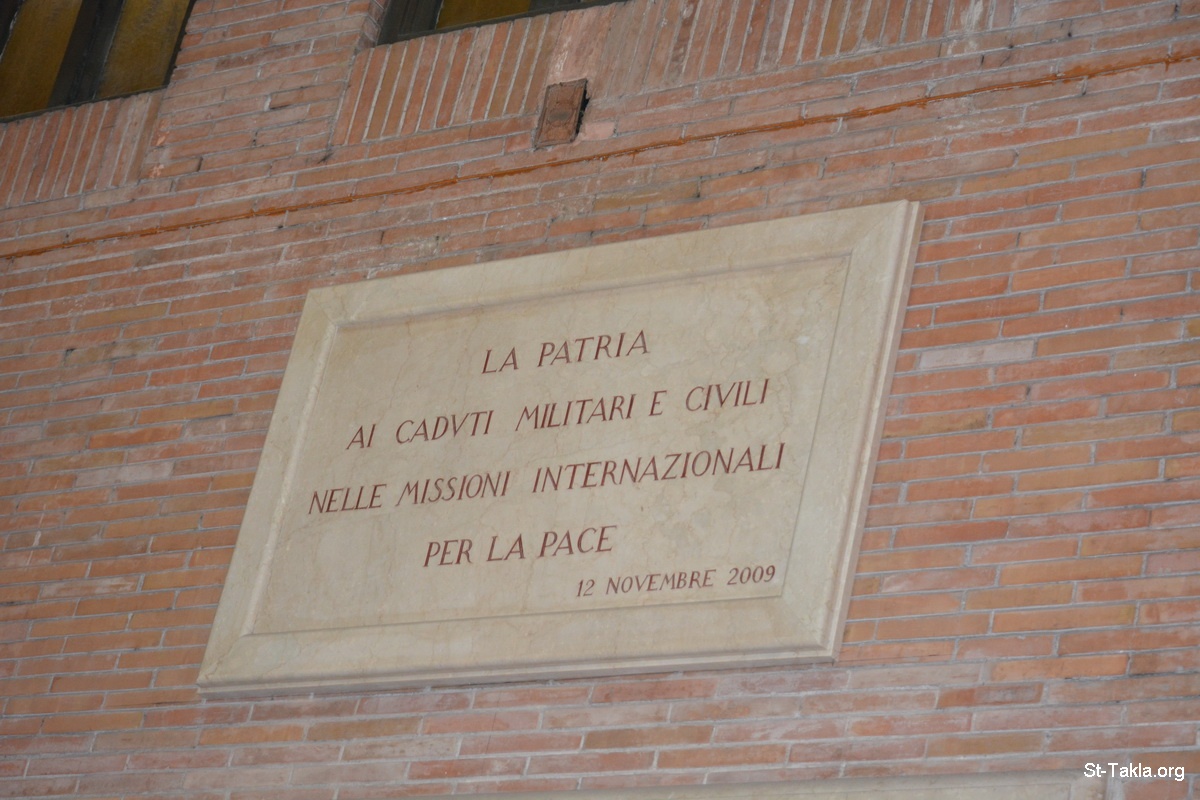 LA PATRIA
AI CADVTI MILITARI E CIVILI
NELLE MISSIONI INTERNAZIONALI
PER LA PACE
12 NOVEMBRE 2009
St-Takla.org